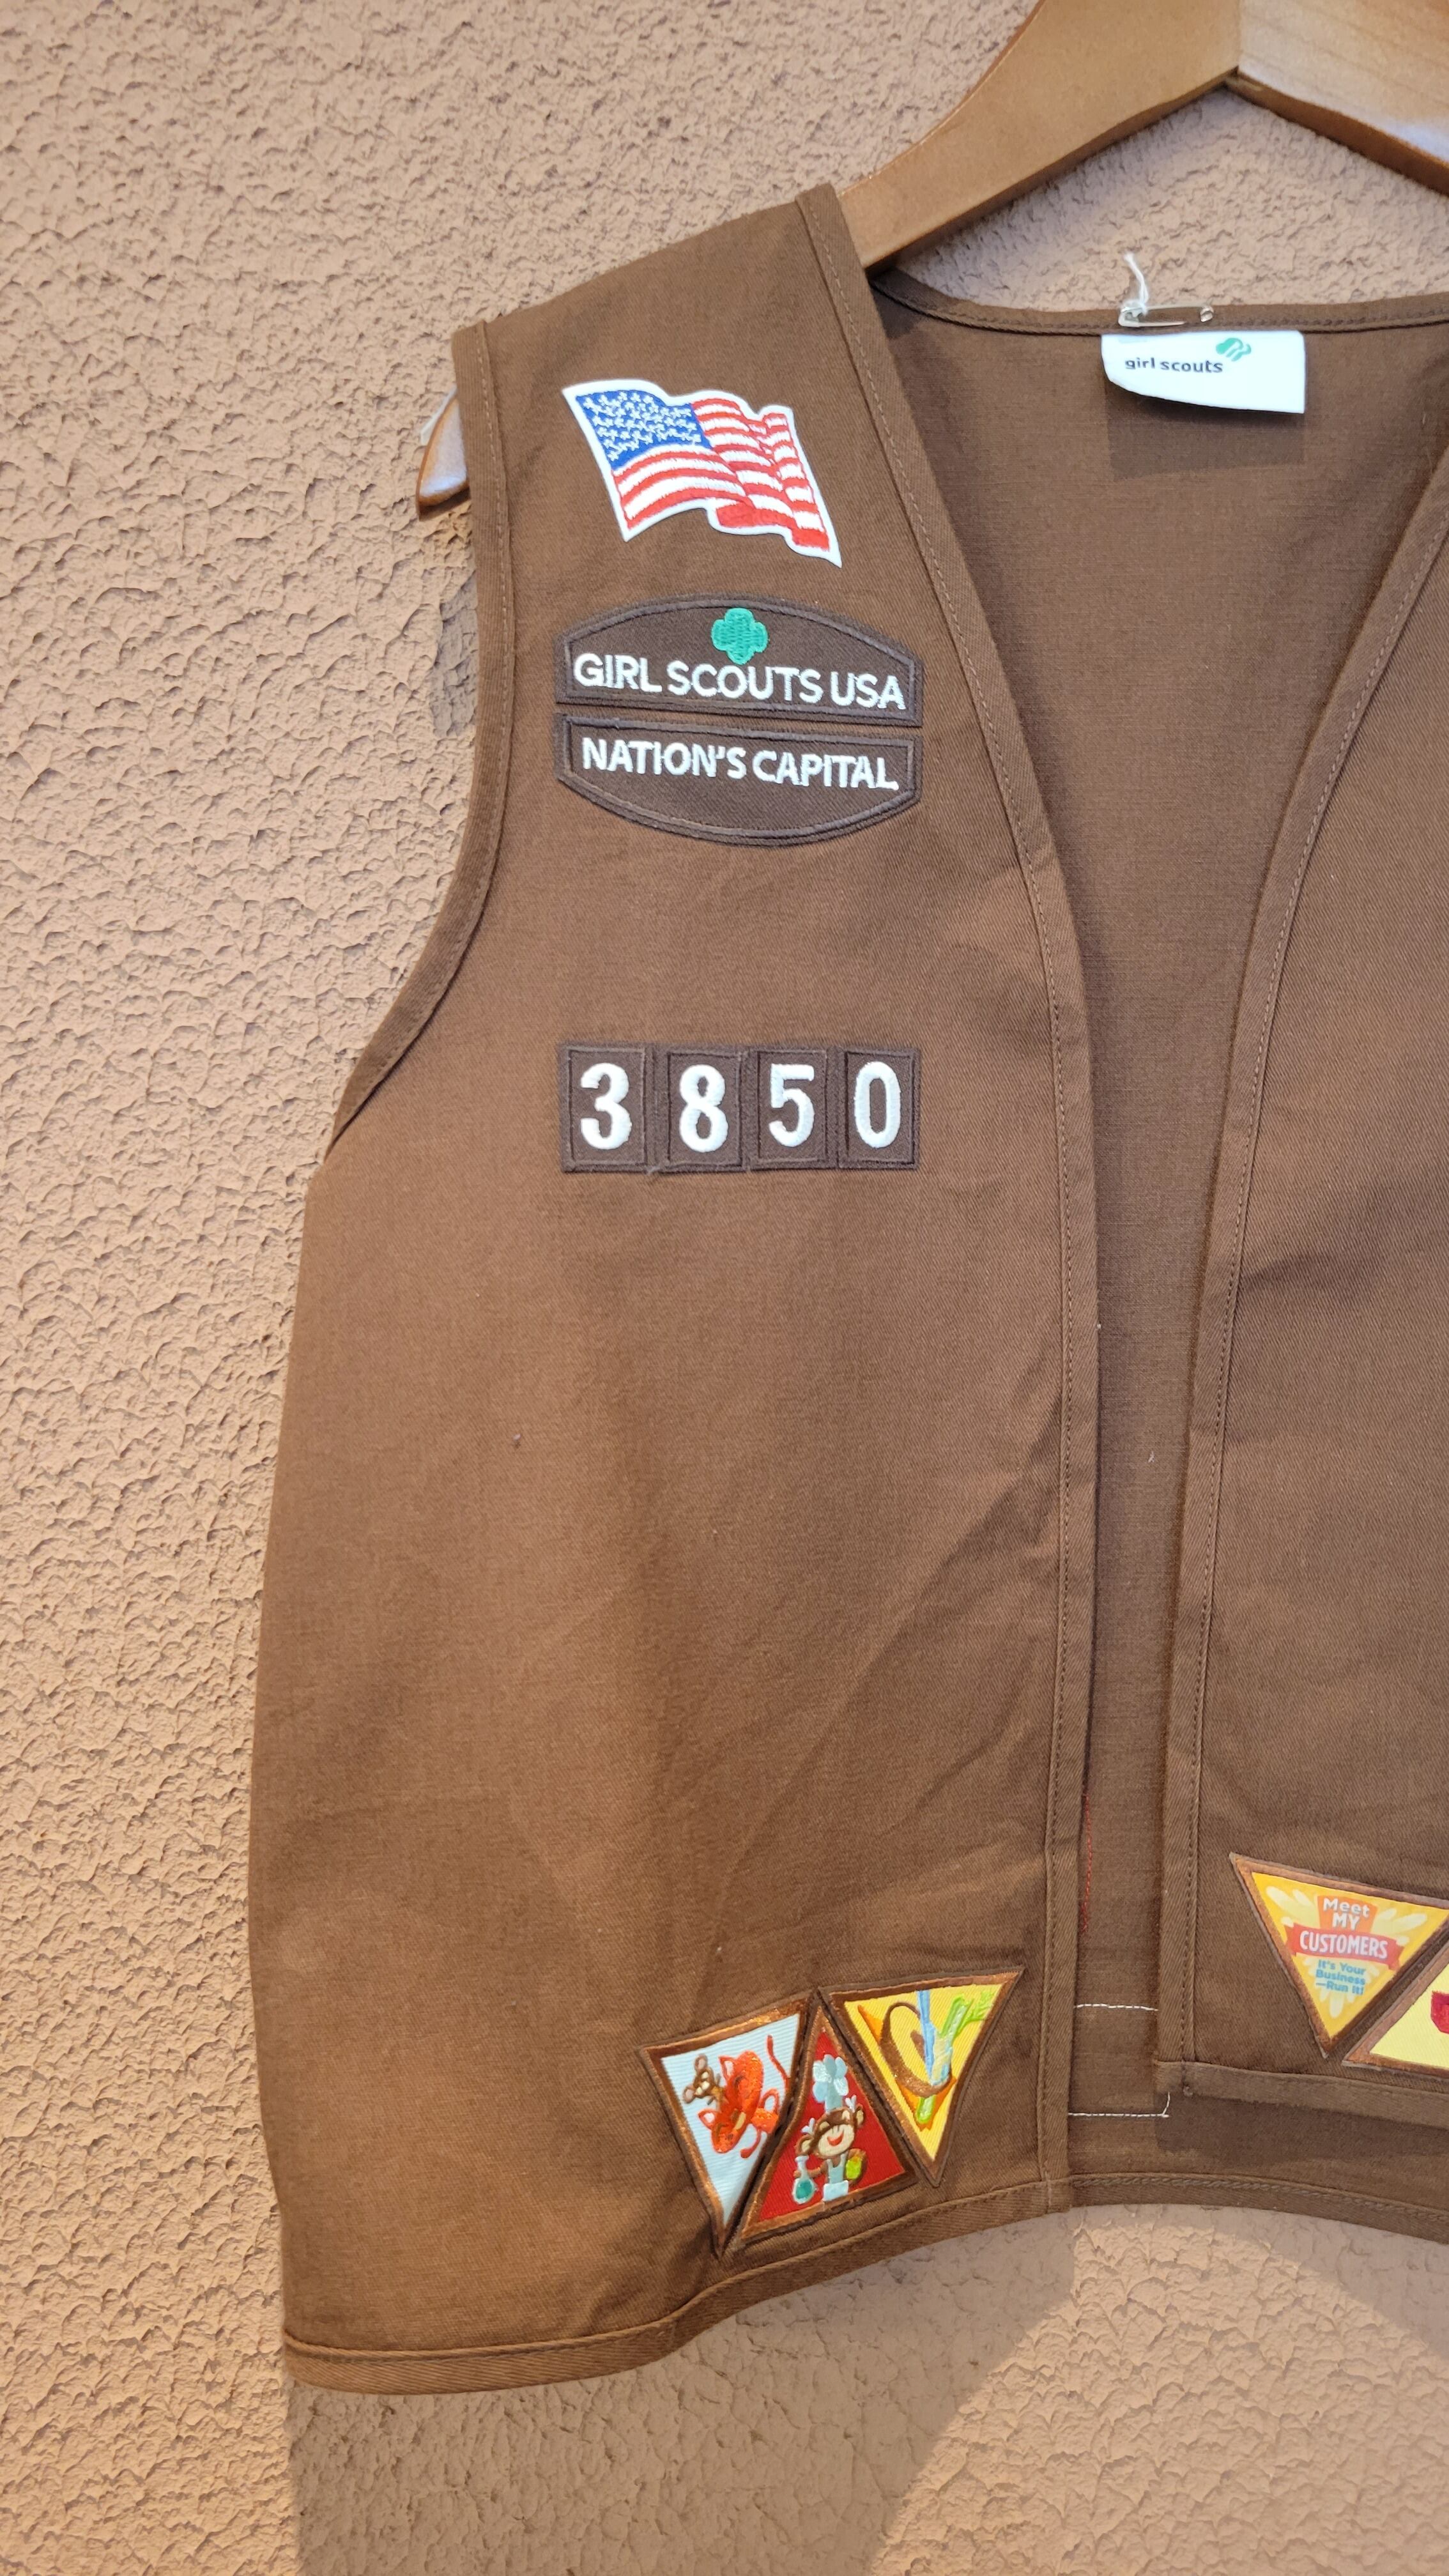 girl scouts
GIRL SCOUTS USA
NATION'S CAPITAL
3850
Meet
MY
CUSTOMERS
It's Your
Business
—Run It!